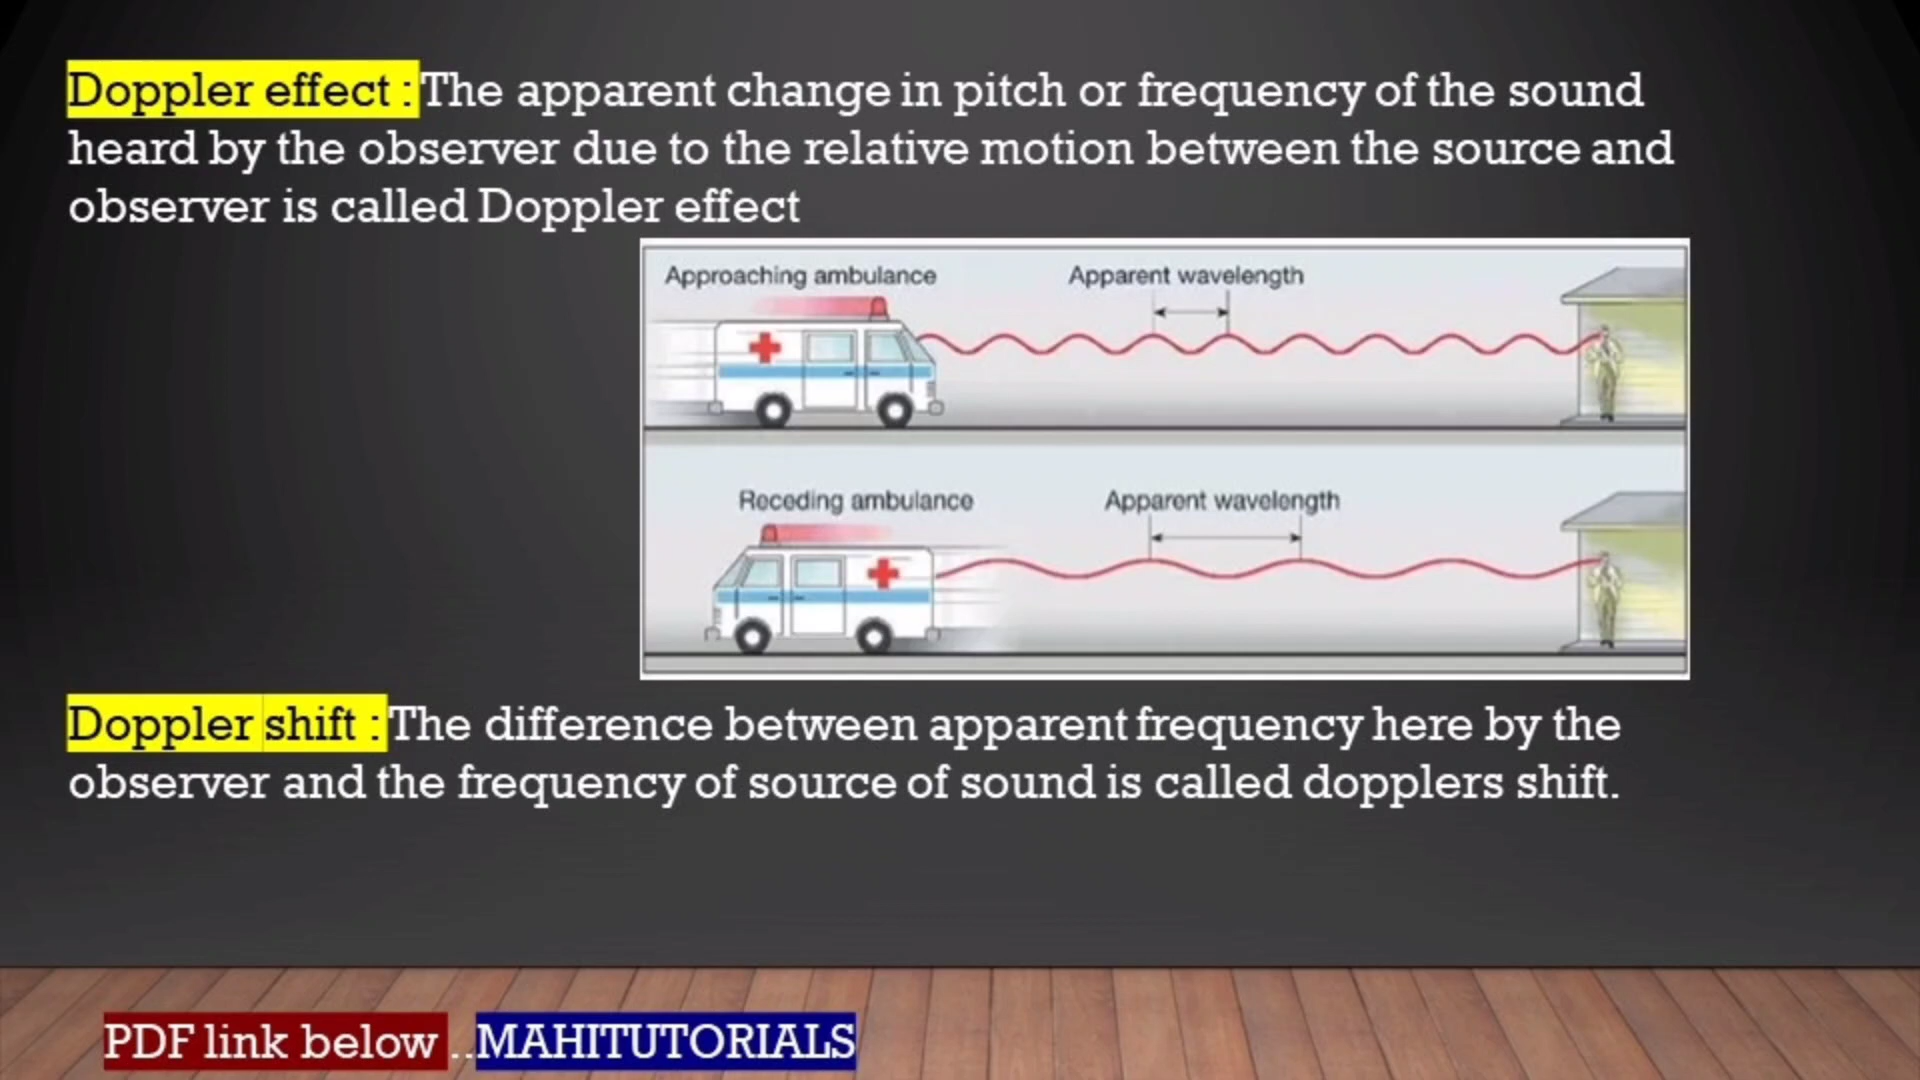 Doppler effect : The apparent change in pitch or frequency of the sound
heard by the observer due to the relative motion between the source and
observer is called Doppler effect
Approaching ambulance
Apparent wavelength
Receding ambulance
Apparent wavelength
Doppler shift : The difference between apparent frequency here by the
observer and the frequency of source of sound is called dopplers shift.
PDF link below ..MAHITUTORIALS